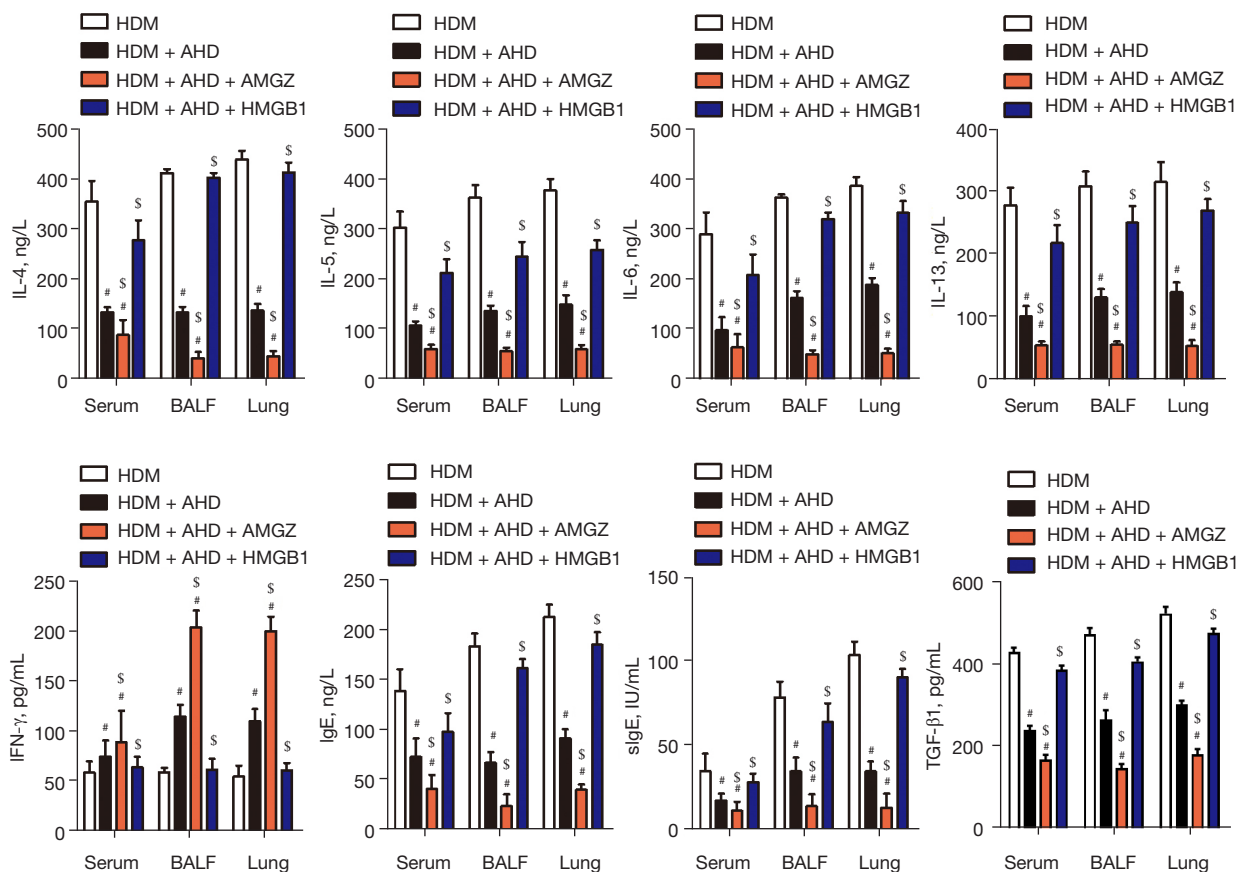 HDM
HDM + AHD
HDM + AHD + AMGZ
HDM + AHD + HMGB1
500
400
300
200
100
0
IL-4, ng/L
#
$
#
$
#
$
#
$
#
$
#
$
Serum
BALF
Lung
HDM
HDM + AHD
HDM + AHD + AMGZ
HDM + AHD + HMGB1
500
400
300
200
100
0
IL-5, ng/L
#
$
#
$
#
$
#
$
#
$
#
$
Serum
BALF
Lung
HDM
HDM + AHD
HDM + AHD + AMGZ
HDM + AHD + HMGB1
500
400
300
200
100
0
IL-6, ng/L
#
$
#
$
#
$
#
$
#
$
#
$
Serum
BALF
Lung
HDM
HDM + AHD
HDM + AHD + AMGZ
HDM + AHD + HMGB1
400
300
200
100
0
IL-13, ng/L
#
$
#
$
#
$
#
$
#
$
#
$
Serum
BALF
Lung
HDM
HDM + AHD
HDM + AHD + AMGZ
HDM + AHD + HMGB1
250
200
150
100
50
0
IFN-γ, pg/mL
#
$
#
$
#
$
#
$
#
$
#
$
Serum
BALF
Lung
HDM
HDM + AHD
HDM + AHD + AMGZ
HDM + AHD + HMGB1
250
200
150
100
50
0
IgE, ng/L
#
$
#
$
#
$
#
$
#
$
#
$
Serum
BALF
Lung
HDM
HDM + AHD
HDM + AHD + AMGZ
HDM + AHD + HMGB1
150
100
50
0
sIgE, IU/mL
#
$
#
$
#
$
#
$
#
$
#
$
Serum
BALF
Lung
HDM
HDM + AHD
HDM + AHD + AMGZ
HDM + AHD + HMGB1
600
400
200
0
TGF-β1, pg/mL
#
$
#
$
#
$
#
$
#
$
#
$
Serum
BALF
Lung